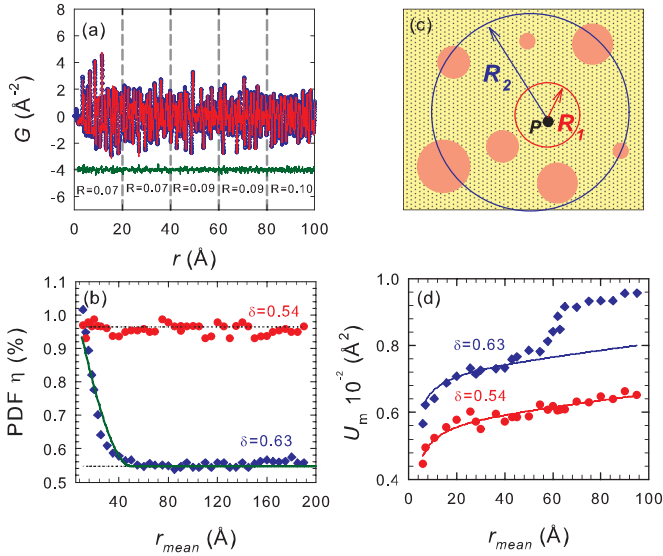 (a)
G (Å⁻²)
6
4
2
0
-2
-4
-6
R=0.07 R=0.07 R=0.09 R=0.09 R=0.10
0 20 40 60 80 100
r (Å)
(c)
R₂
P
R₁
(b)
PDF η (%)
1.1
1.0
0.9
0.8
0.7
0.6
0.5
δ=0.54
δ=0.63
40 80 120 160 200
r_mean (Å)
(d)
U_m 10⁻² (Å²)
1.0
0.8
0.6
0.4
δ=0.63
δ=0.54
0 20 40 60 80 100
r_mean (Å)